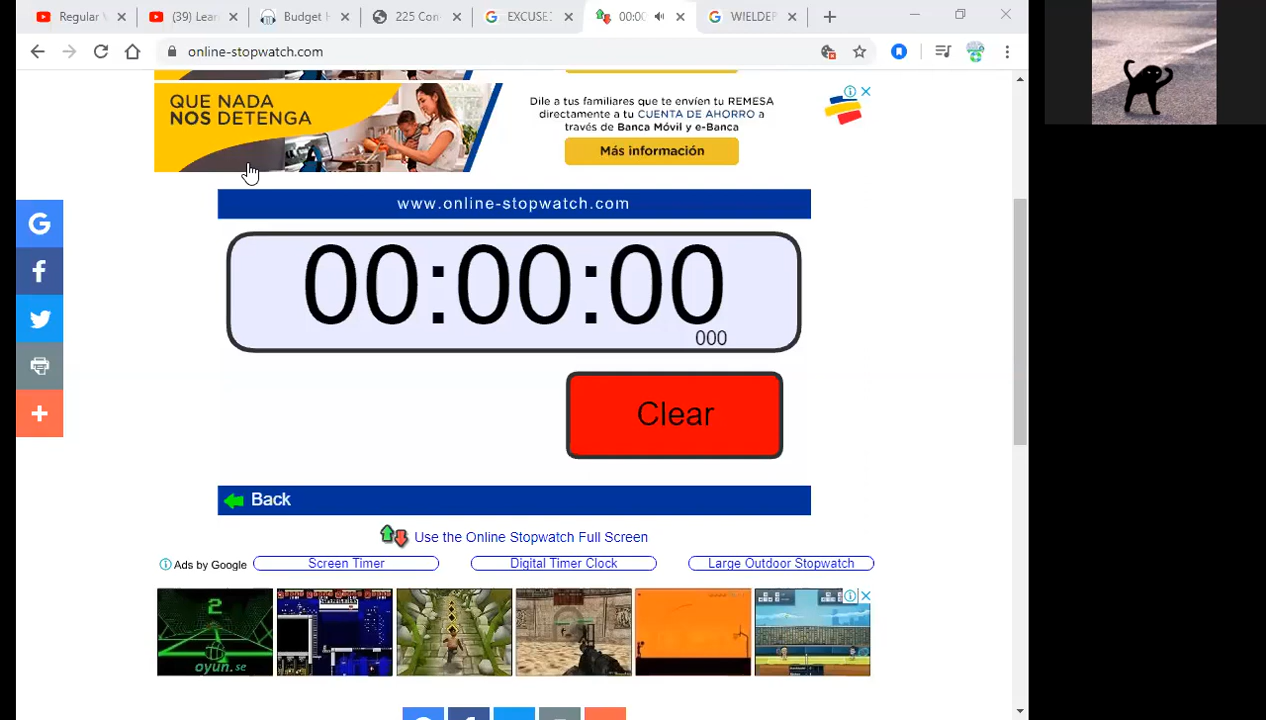 Regular
(39) Lear
Budget H
225 Con
EXCUSE
00:00
WIELDEF
online-stopwatch.com
QUE NADA
NOS DETENGA
Dile a tus familiares que te envíen tu REMESA
directamente a tu CUENTA DE AHORRO a
través de Banca Móvil y e-Banca
Más información
www.online-stopwatch.com
00:00:00
000
Clear
Back
Use the Online Stopwatch Full Screen
Ads by Google
Screen Timer
Digital Timer Clock
Large Outdoor Stopwatch
2
oyun.se